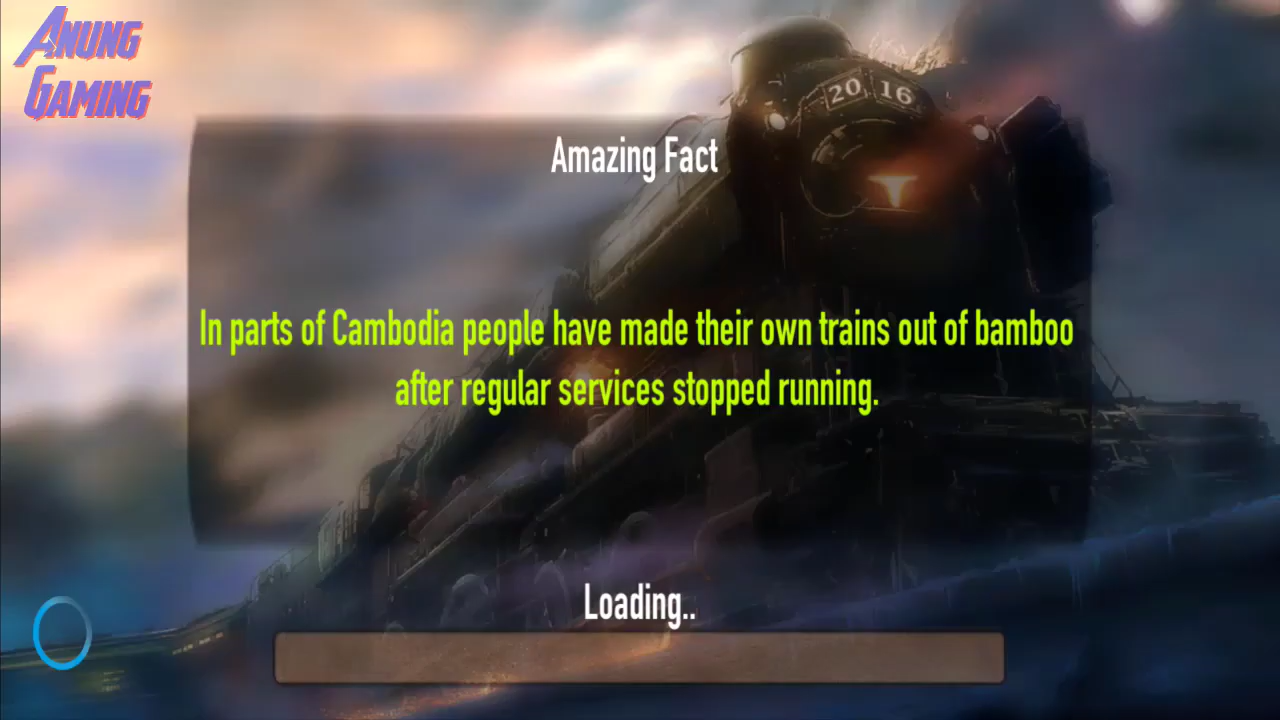 Anung
Gaming
20 16
Amazing Fact
In parts of Cambodia people have made their own trains out of bamboo
after regular services stopped running.
Loading..